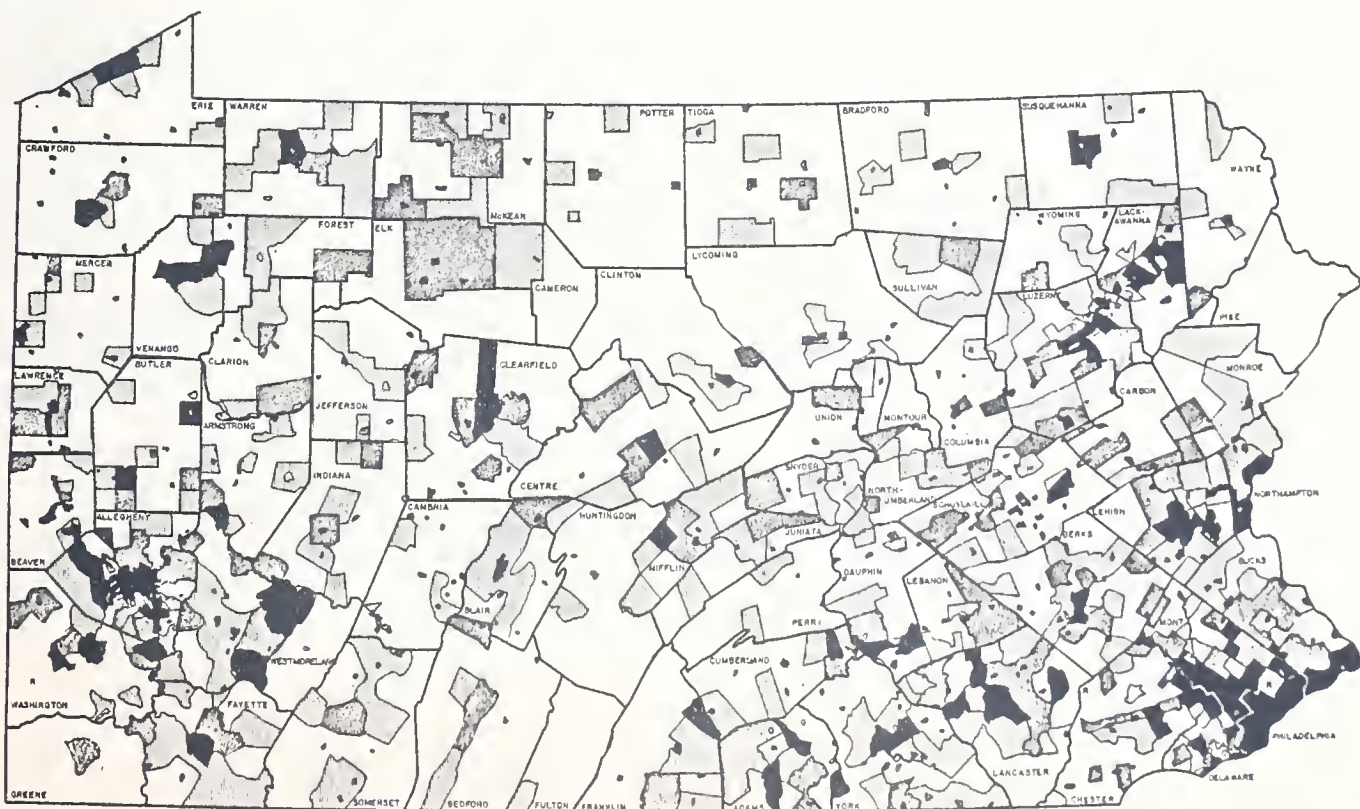 ERIE
WARREN
POTTER
TIOGA
BRADFORD
SUSQUEHANNA
CRAWFORD
WAYNE
McKEAN
FOREST
ELK
WYOMING
LACK-
AWANNA
MERCER
CAMERON
CLINTON
LYCOMING
SULLIVAN
LUZERNE
PIKE
VENANGO
BUTLER
CLARION
CLEARFIELD
LAWRENCE
JEFFERSON
MONROE
CARBON
UNION
MONTOUR
COLUMBIA
ARMSTRONG
INDIANA
CENTRE
SNYDER
NORTH-
UMBERLAND
SCHUYLKILL
NORTHAMPTON
ALLEGHENY
CAMBRIA
HUNTINGDON
JUNIATA
LEHIGH
BERKS
BEAVER
MIFFLIN
DAUPHIN
LEBANON
BUCKS
BLAIR
PERRY
MONT
WESTMORELAND
CUMBERLAND
R
R
R
WASHINGTON
FAYETTE
PHILADELPHIA
LANCASTER
DELAWARE
GREENE
SOMERSET
BEDFORD
FULTON
FRANKLIN
ADAMS
YORK
CHESTER